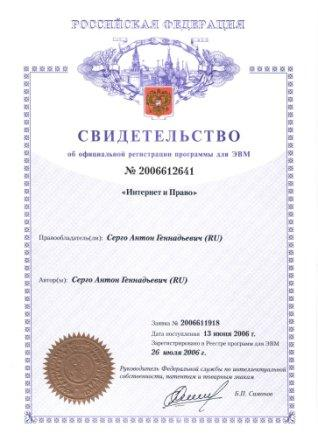 РОССИЙСКАЯ ФЕДЕРАЦИЯ
СВИДЕТЕЛЬСТВО
об официальной регистрации программы для ЭВМ
№ 2006612641
«Интернет и Право»
Правообладатель(ли): Серго Антон Геннадьевич (RU)
Автор(ы): Серго Антон Геннадьевич (RU)
Заявка № 2006611918
Дата поступления 13 июня 2006 г.
Зарегистрировано в Реестре программ для ЭВМ
26 июля 2006 г.
Руководитель Федеральной службы по интеллектуальной
собственности, патентам и товарным знакам
Б.П. Симонов